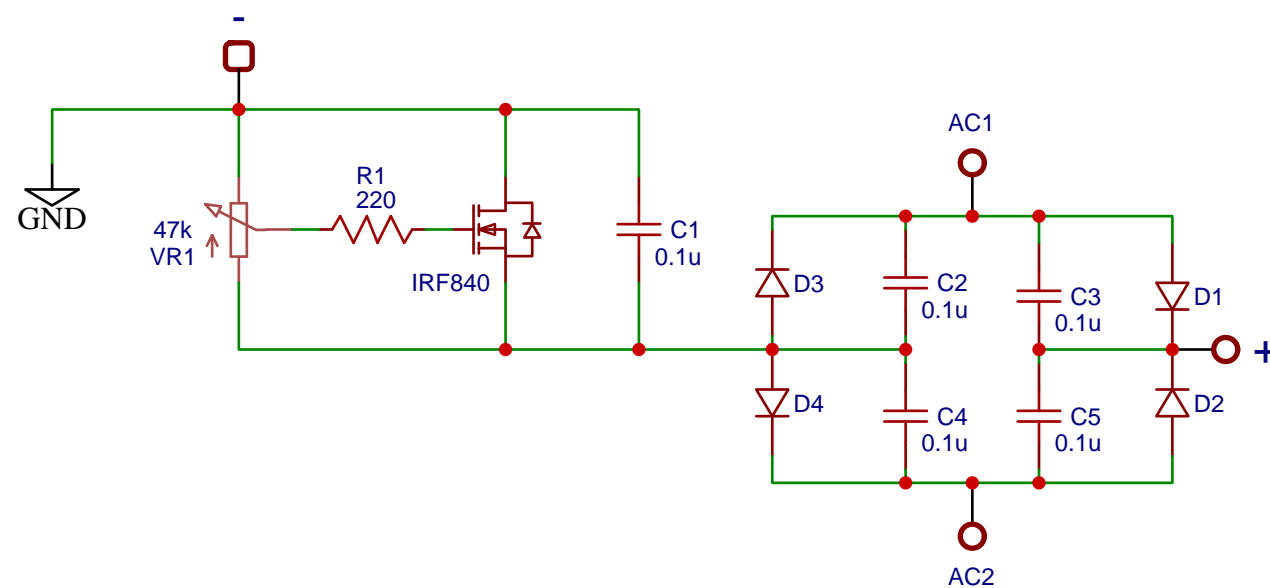 -
GND
47k
VR1
R1
220
IRF840
C1
0.1u
AC1
D3
C2
0.1u
C3
0.1u
D1
+
D4
C4
0.1u
C5
0.1u
D2
AC2